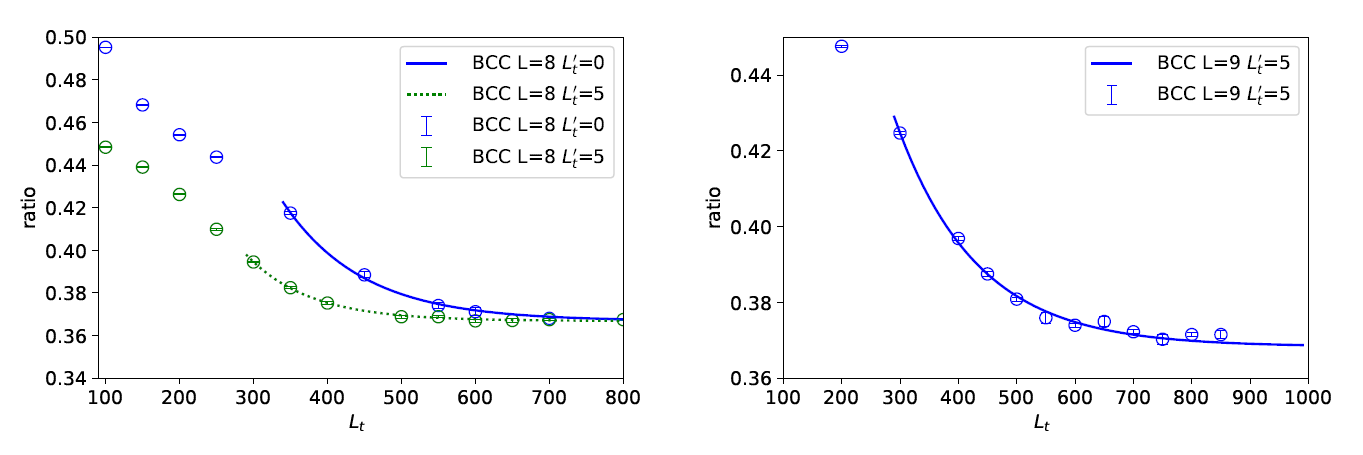 0.50
0.48
0.46
0.44
0.42
0.40
0.38
0.36
0.34
ratio
100 200 300 400 500 600 700 800
L_t
BCC L=8 L'_t=0
BCC L=8 L'_t=5
BCC L=8 L'_t=0
BCC L=8 L'_t=5
0.44
0.42
0.40
0.38
0.36
ratio
100 200 300 400 500 600 700 800 900 1000
L_t
BCC L=9 L'_t=5
BCC L=9 L'_t=5